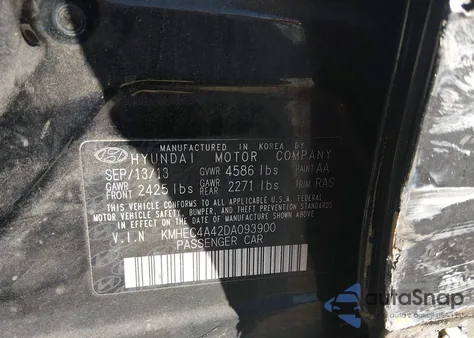 MANUFACTURED IN KOREA By
HYUNDAI MOTOR COMPANY
SEP/13/13 GVWR 4586 lbs PAINT AA
GAWR FRONT 2425 lbs GAWR REAR 2271 lbs TRIM RAS
THIS VEHICLE CONFORMS TO ALL APPLICABLE U.S. FEDERAL
MOTOR VEHICLE SAFETY, BUMPER, AND THEFT PREVENTION STANDARDS
IN EFFECT ON THE DATE OF MANUFACTURE SHOWN ABOVE.
V.I.N KMHEC4A42DA093900
PASSENGER CAR
autaSnap